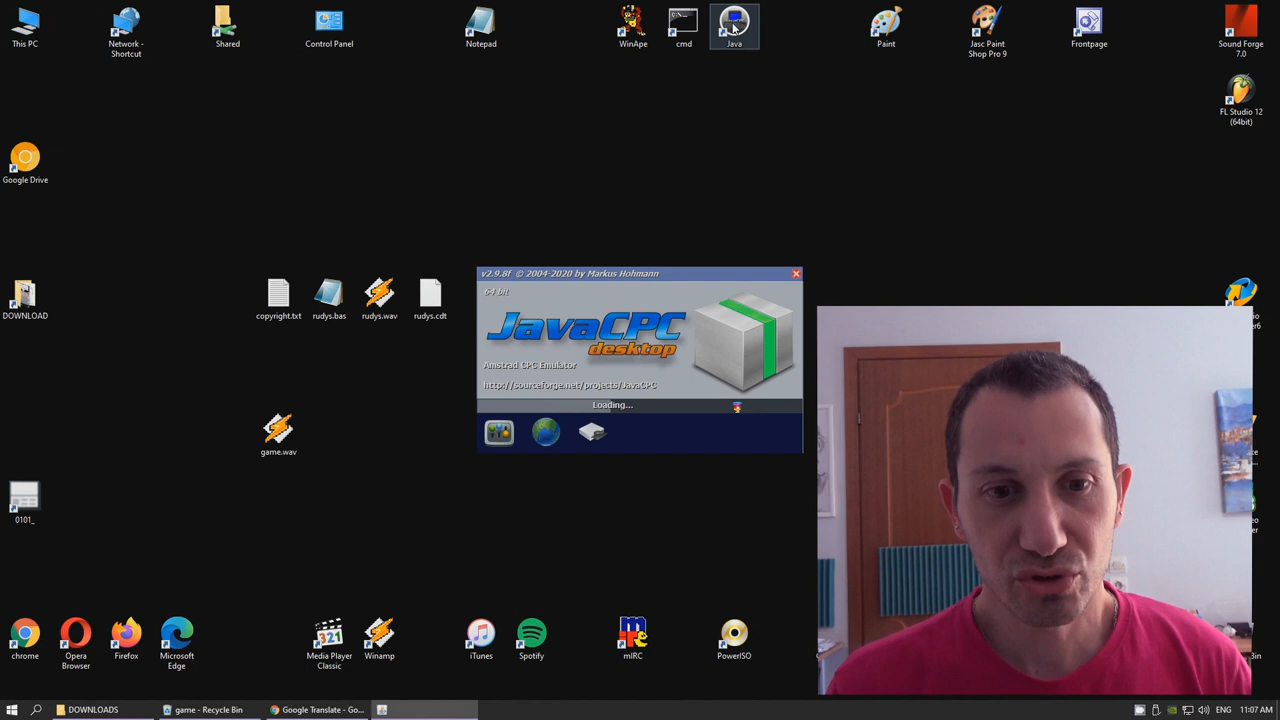 This PC
Network -
Shortcut
Shared
Control Panel
Notepad
WinApe
cmd
Java
Paint
Jasc Paint
Shop Pro 9
Frontpage
Sound Forge
7.0
FL Studio 12
(64bit)
Google Drive
DOWNLOAD
copyright.txt
rudys.bas
rudys.wav
rudys.cdt
v2.9.8f © 2004-2020 by Markus Hohmann
64 bit
JavaCPC
desktop
Amstrad CPC Emulator
http://sourceforge.net/projects/JavaCPC
Loading...
game.wav
0101_
chrome
Opera
Browser
Firefox
Microsoft
Edge
321
Media Player
Classic
Winamp
iTunes
Spotify
mIRC
PowerISO
DOWNLOADS
game - Recycle Bin
Google Translate - Go...
ENG
11:07 AM